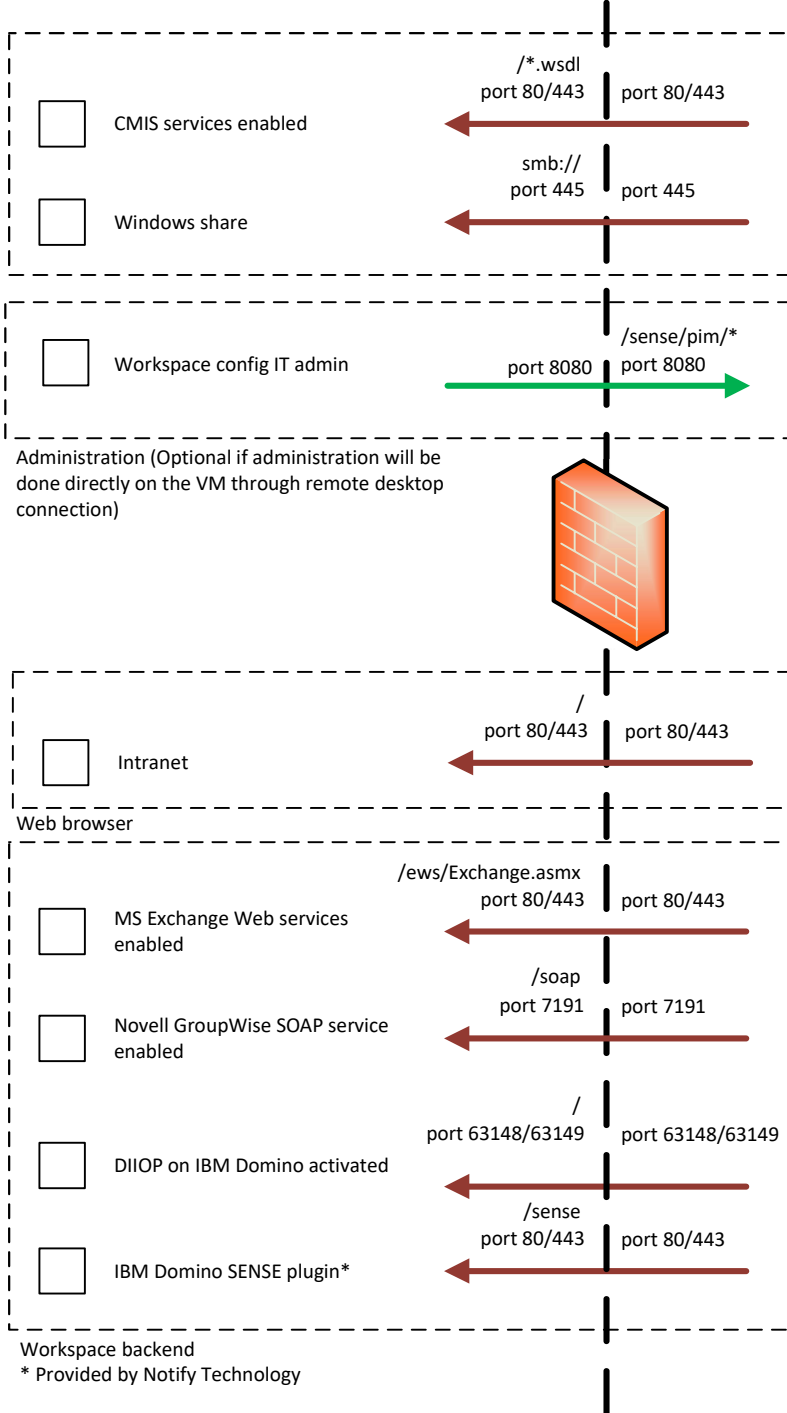 /*.wsdl
port 80/443 port 80/443
CMIS services enabled
smb://
port 445 port 445
Windows share
/sense/pim/*
port 8080 port 8080
Workspace config IT admin
Administration (Optional if administration will be
done directly on the VM through remote desktop
connection)
/
port 80/443 port 80/443
Intranet
Web browser
/ews/Exchange.asmx
port 80/443 port 80/443
MS Exchange Web services
enabled
/soap
port 7191 port 7191
Novell GroupWise SOAP service
enabled
/
port 63148/63149 port 63148/63149
DIIOP on IBM Domino activated
/sense
port 80/443 port 80/443
IBM Domino SENSE plugin*
Workspace backend
* Provided by Notify Technology